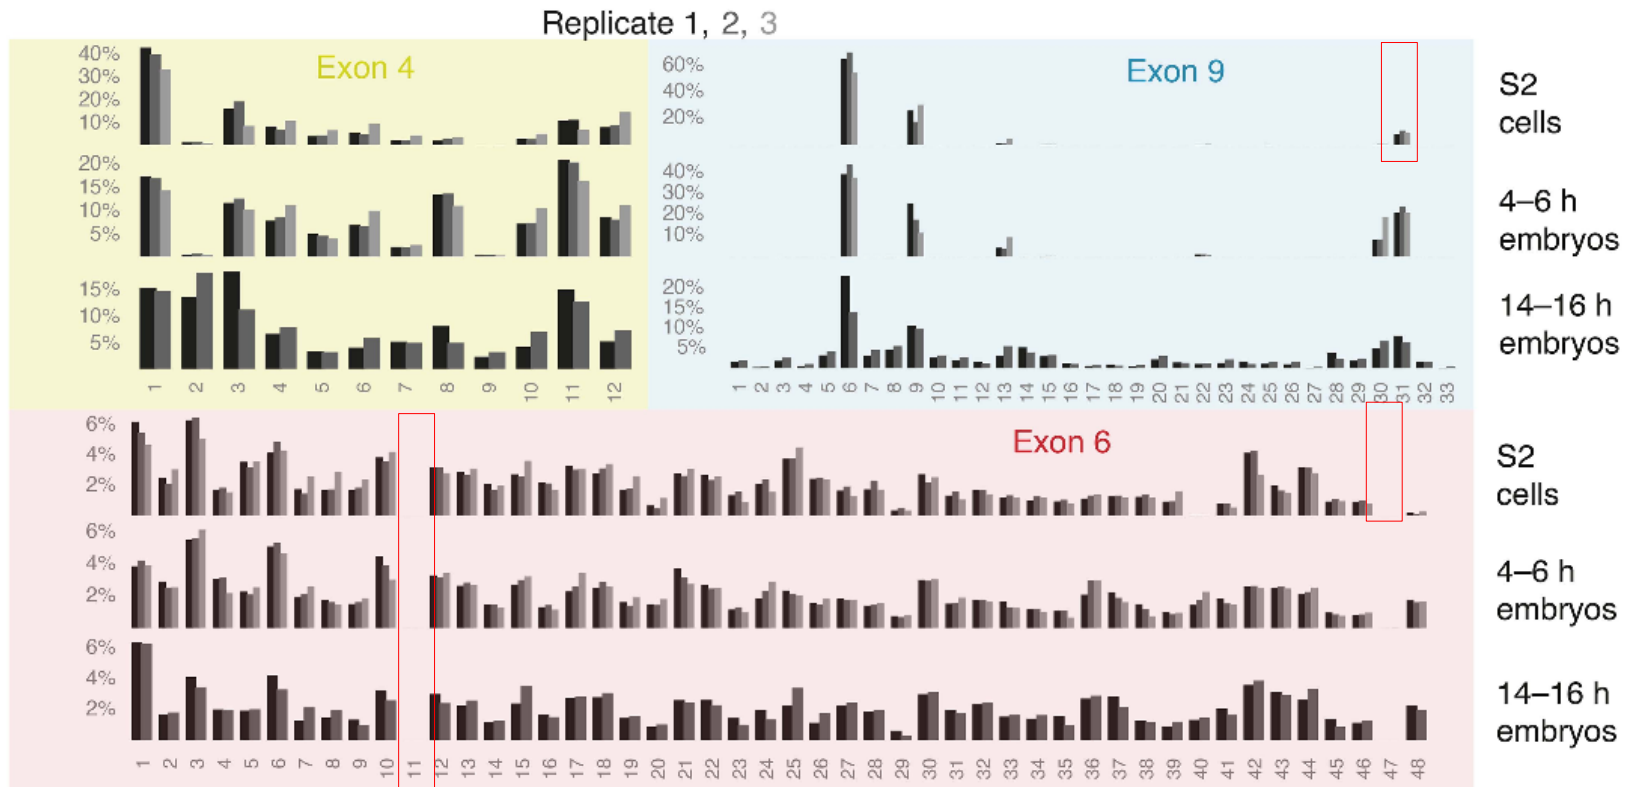 Replicate 1, 2, 3
Exon 4
40%
30%
20%
10%
20%
15%
10%
5%
15%
10%
5%
1 2 3 4 5 6 7 8 9 10 11 12
Exon 9
60%
40%
20%
40%
30%
20%
10%
20%
15%
10%
5%
1 2 3 4 5 6 7 8 9 10 11 12 13 14 15 16 17 18 19 20 21 22 23 24 25 26 27 28 29 30 31 32 33
S2
cells
4–6 h
embryos
14–16 h
embryos
Exon 6
6%
4%
2%
6%
4%
2%
6%
4%
2%
1 2 3 4 5 6 7 8 9 10 11 12 13 14 15 16 17 18 19 20 21 22 23 24 25 26 27 28 29 30 31 32 33 34 35 36 37 38 39 40 41 42 43 44 45 46 47 48
S2
cells
4–6 h
embryos
14–16 h
embryos